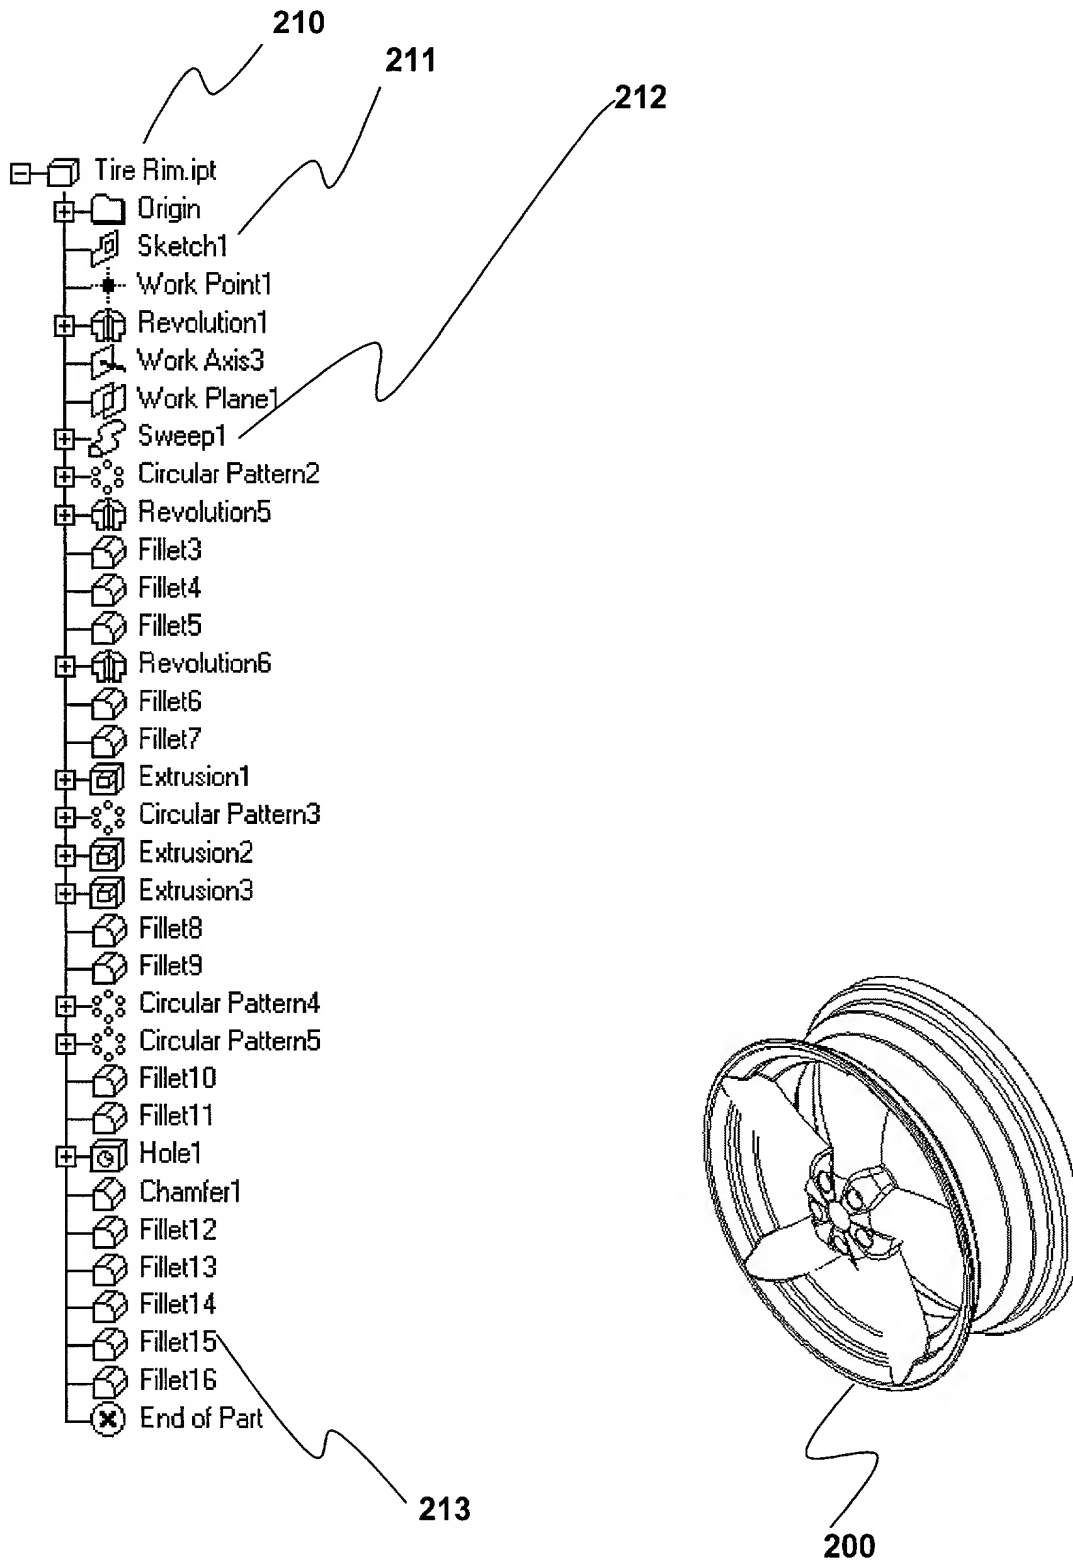 210
211
212
Tire Rim.ipt
Origin
Sketch1
Work Point1
Revolution1
Work Axis3
Work Plane1
Sweep1
Circular Pattern2
Revolution5
Fillet3
Fillet4
Fillet5
Revolution6
Fillet6
Fillet7
Extrusion1
Circular Pattern3
Extrusion2
Extrusion3
Fillet8
Fillet9
Circular Pattern4
Circular Pattern5
Fillet10
Fillet11
Hole1
Chamfer1
Fillet12
Fillet13
Fillet14
Fillet15
Fillet16
End of Part
213
200